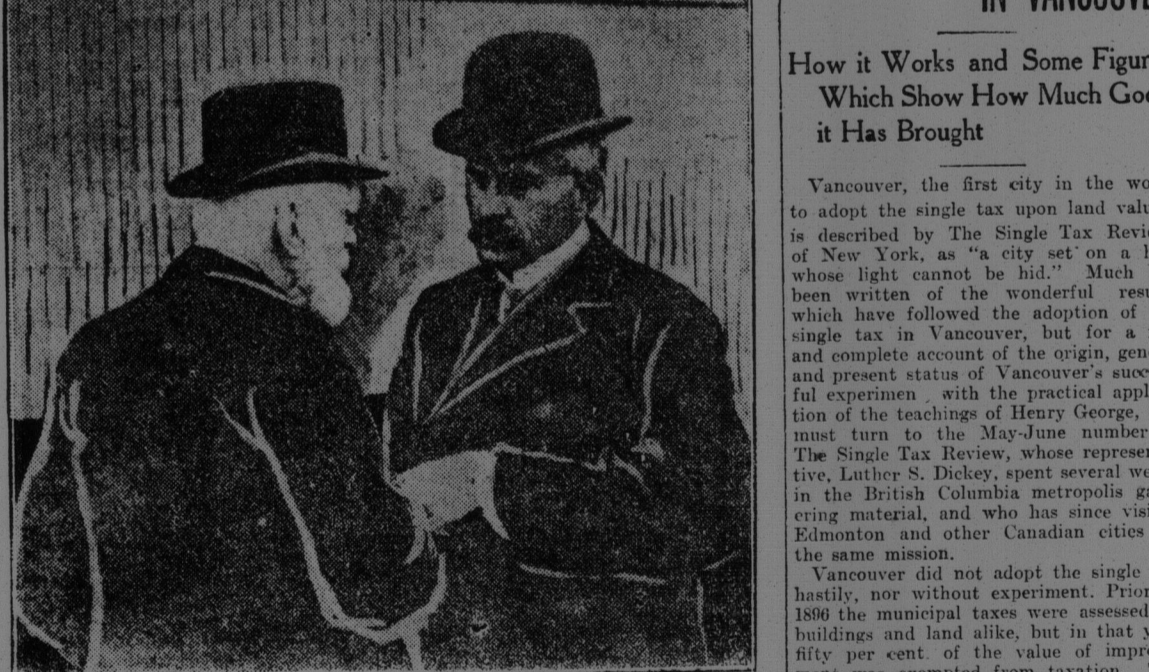 IN VANCOUVE
How it Works and Some Figur
Which Show How Much Goo
it Has Brought
Vancouver, the first city in the wo
to adopt the single tax upon land valu
is described by The Single Tax Revie
of New York, as "a city set on a h
whose light cannot be hid." Much
been written of the wonderful resu
which have followed the adoption of
single tax in Vancouver, but for a
and complete account of the origin, gen
and present status of Vancouver's succ
ful experimen with the practical appl
tion of the teachings of Henry George,
must turn to the May-June number
The Single Tax Review, whose represen
tive, Luther S. Dickey, spent several we
in the British Columbia metropolis ga
ering material, and who has since visi
Edmonton and other Canadian cities
the same mission.
Vancouver did not adopt the single
hastily, nor without experiment. Prior
1896 the municipal taxes were assessed
buildings and land alike, but in that y
fifty per cent. of the value of impro
ment was exempted from taxation